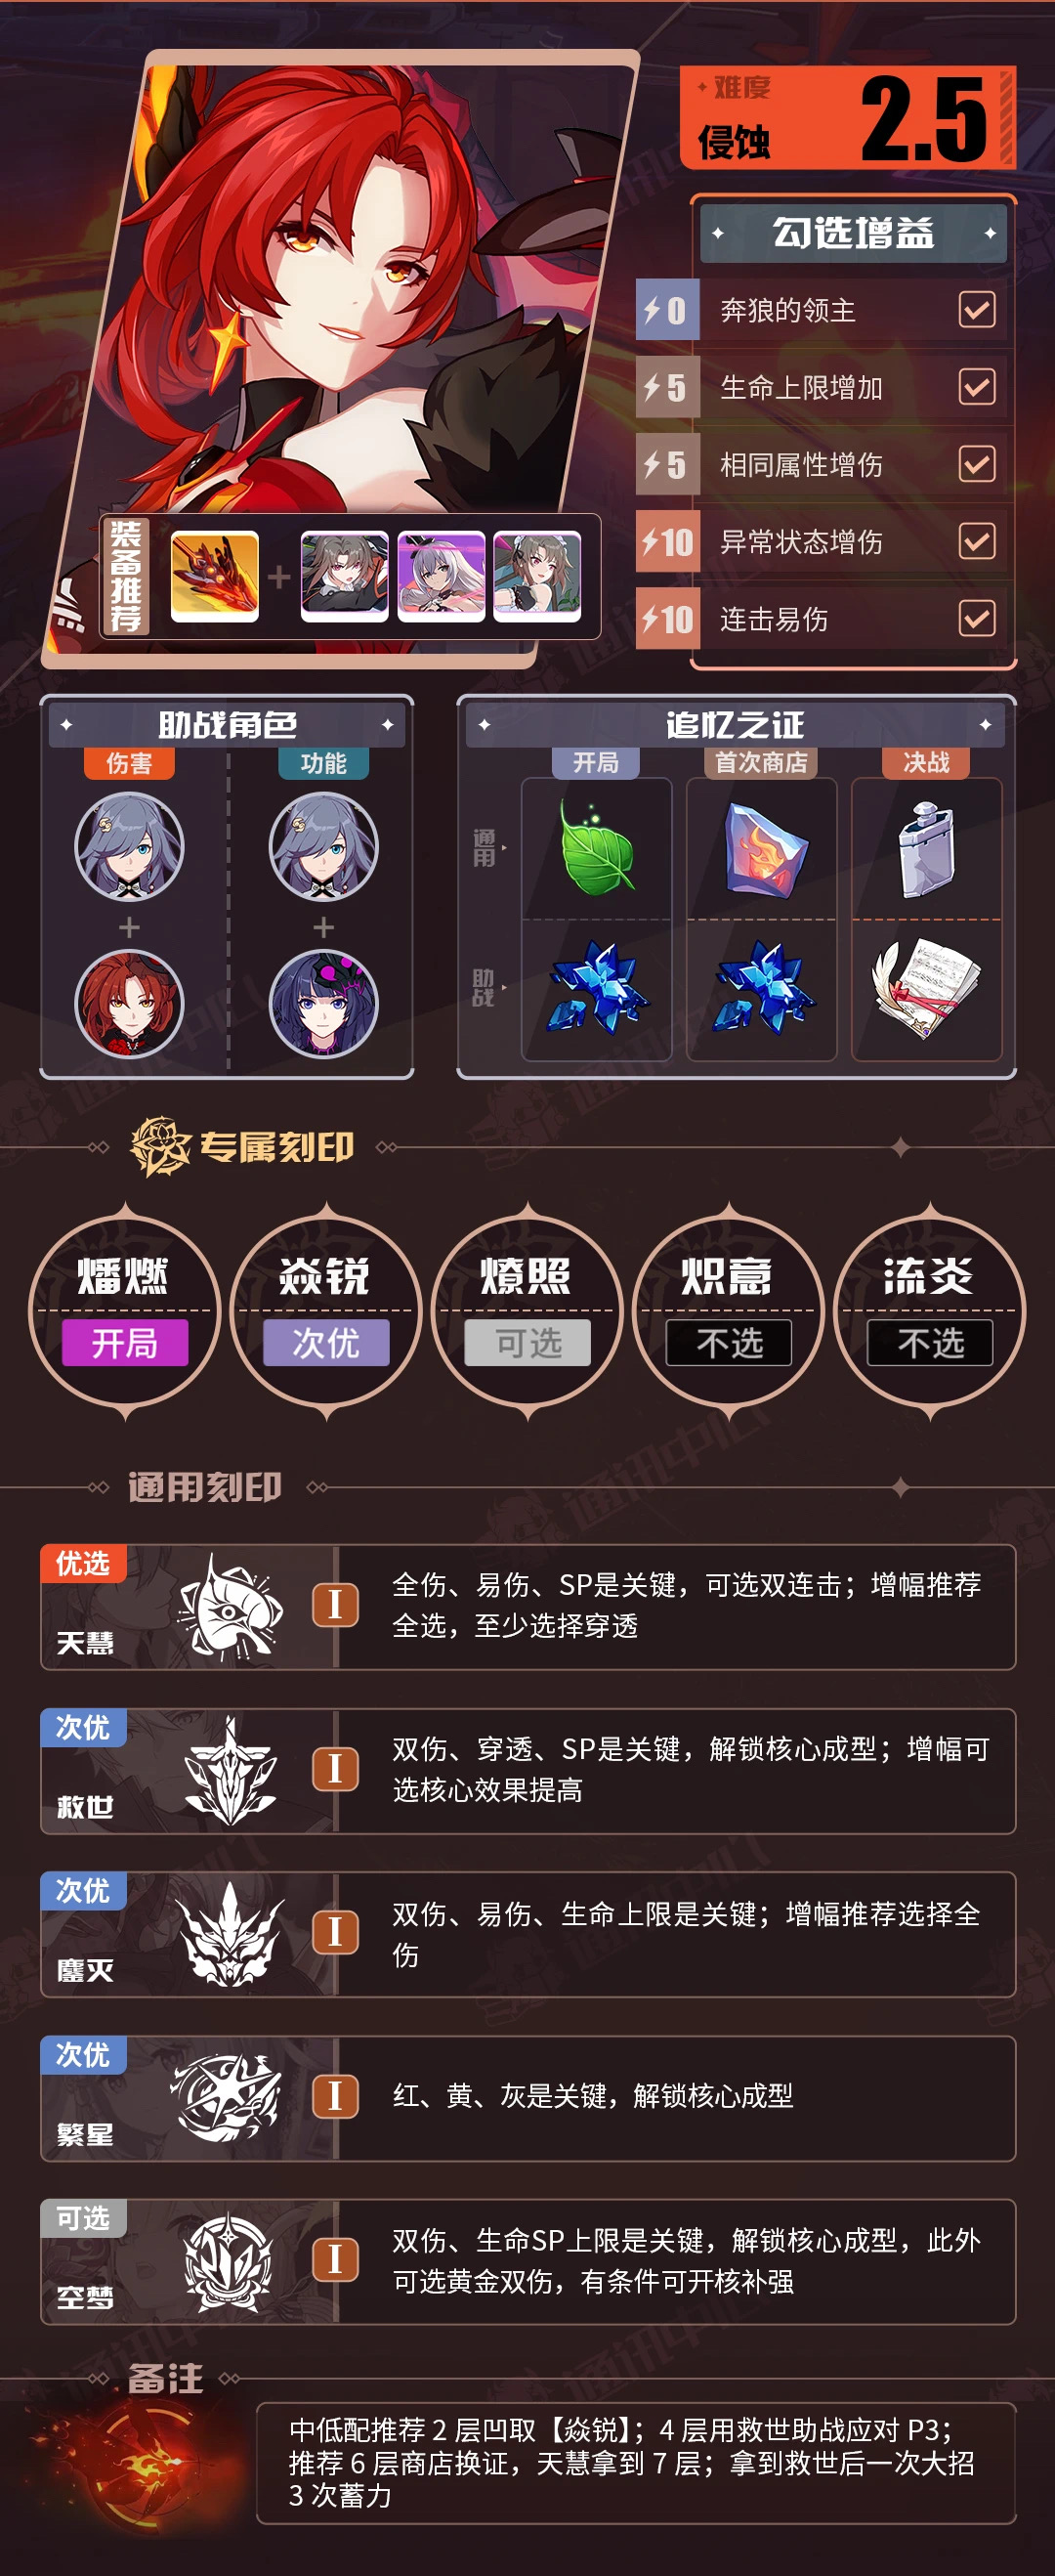 难度
侵蚀
2.5
勾选增益
0 奔狼的领主
5 生命上限增加
5 相同属性增伤
10 异常状态增伤
10 连击易伤
装备推荐
助战角色
伤害 功能
追忆之证
开局 首次商店 决战
通用
助战
专属刻印
燔燃 焱锐 燎照 炽意 流炎
开局 次优 可选 不选 不选
通用刻印
优选
天慧
I
全伤、易伤、SP是关键，可选双连击；增幅推荐
全选，至少选择穿透
次优
救世
I
双伤、穿透、SP是关键，解锁核心成型；增幅可
选核心效果提高
次优
鏖灭
I
双伤、易伤、生命上限是关键；增幅推荐选择全
伤
次优
繁星
I
红、黄、灰是关键，解锁核心成型
可选
空梦
I
双伤、生命SP上限是关键，解锁核心成型，此外
可选黄金双伤，有条件可开核补强
备注
中低配推荐 2 层凹取【焱锐】；4 层用救世助战应对 P3；
推荐 6 层商店换证，天慧拿到 7 层；拿到救世后一次大招
3 次蓄力